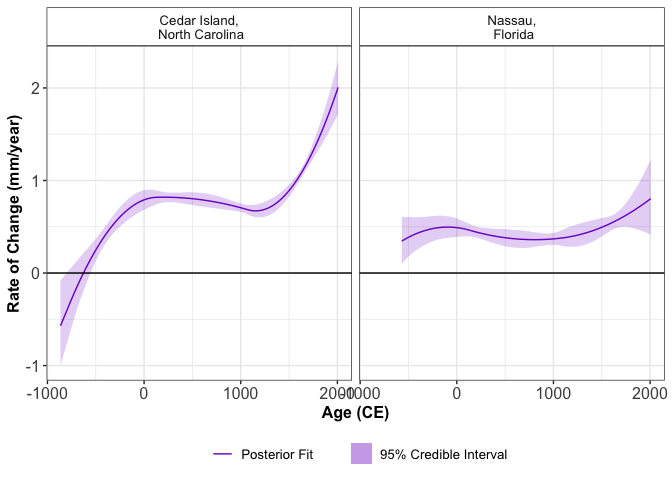 Cedar Island,
North Carolina
Nassau,
Florida
Rate of Change (mm/year)
2
1
0
-1
-1000 0 1000 2000
-1000 0 1000 2000
Age (CE)
Posterior Fit
95% Credible Interval